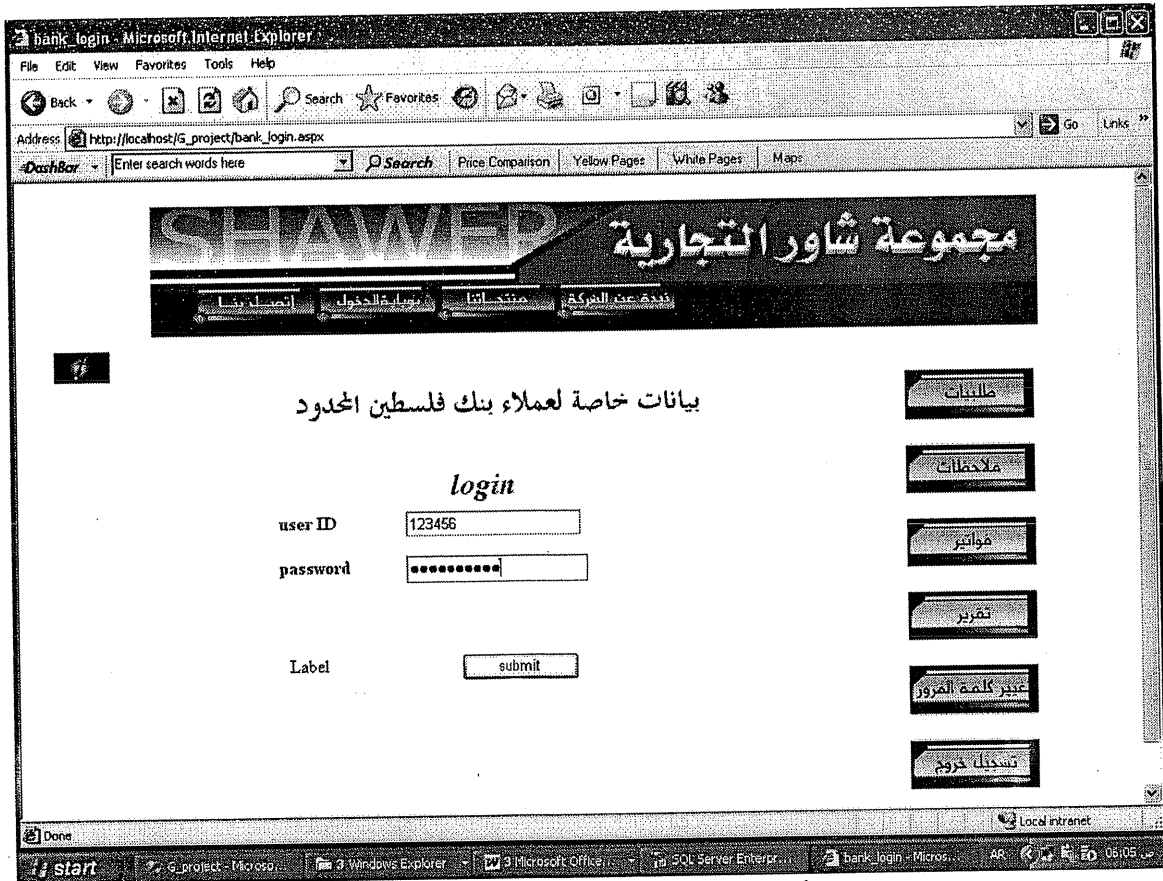 bank_login - Microsoft Internet Explorer
File Edit View Favorites Tools Help
Back Search Favorites
Address http://localhost/G_project/bank_login.aspx Go Links »
DashBar Enter search words here Search Price Comparison Yellow Pages White Pages Maps
SHAWER مجموعة شاور التجارية
نبذة عن الشركة منتجاتنا بوبابة الدخول إتصل بنا
بيانات خاصة لعملاء بنك فلسطين المحدود
طلبيات
login
ملاحظات
user ID 123456
فواتير
password ••••••••••
تقرير
Label submit
تغيير كلمة المرور
تسجيل خروج
Done Local intranet
start G_project - Microso... 3 Windows Explorer 3 Microsoft Office... SQL Server Enterpr... bank_login - Micros... AR 06:05 ص